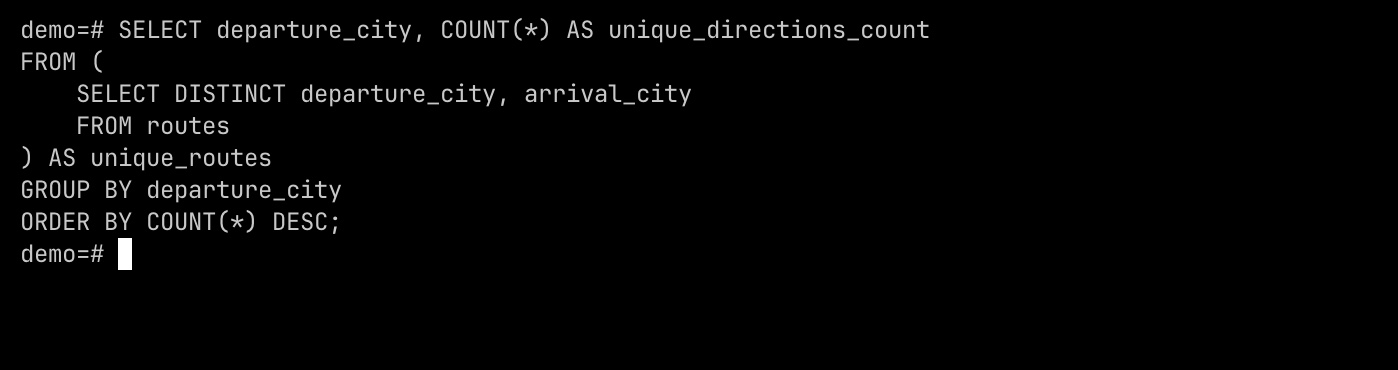 demo=# SELECT departure_city, COUNT(*) AS unique_directions_count
FROM (
    SELECT DISTINCT departure_city, arrival_city
    FROM routes
) AS unique_routes
GROUP BY departure_city
ORDER BY COUNT(*) DESC;
demo=#